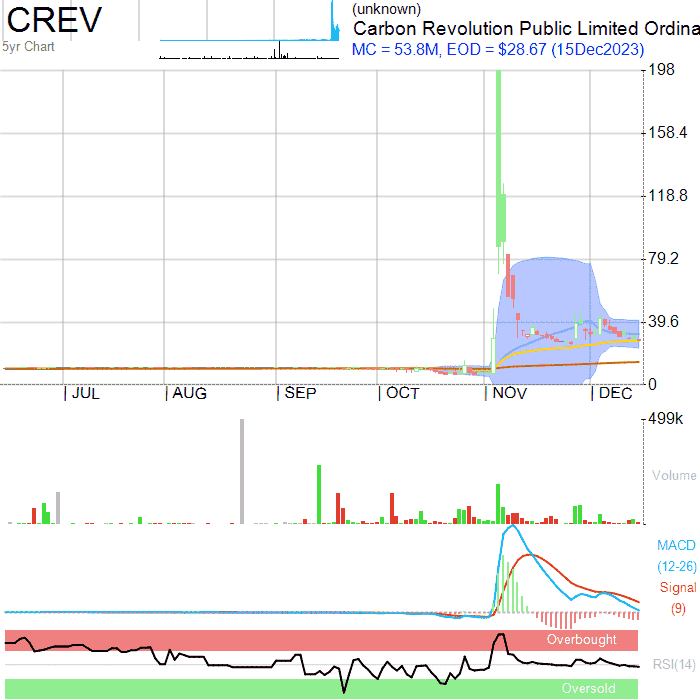 CREV
(unknown)
Carbon Revolution Public Limited Ordina
5yr Chart
MC = 53.8M, EOD = $28.67 (15Dec2023)
198
158.4
118.8
79.2
39.6
0
JUL AUG SEP OCT NOV DEC
499k
Volume
MACD
(12-26)
Signal
(9)
Overbought
RSI(14)
Oversold